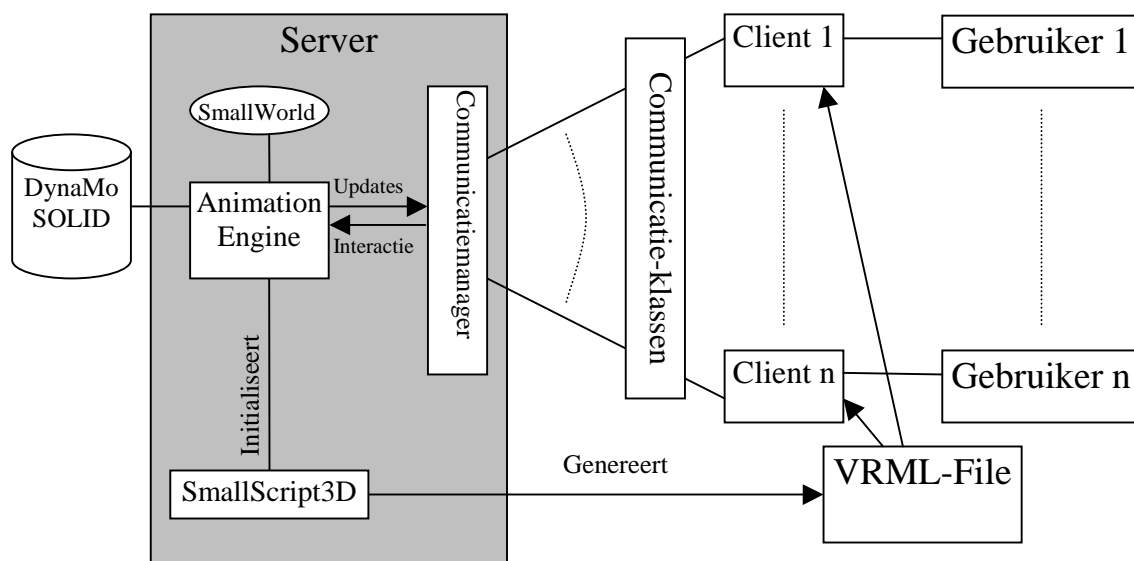 Server
SmallWorld
DynaMo
SOLID
Animation
Engine
Updates
Interactie
Communicatiemanager
Communicatie-klassen
Client 1
Gebruiker 1
Client n
Gebruiker n
Initialiseert
SmallScript3D
Genereert
VRML-File